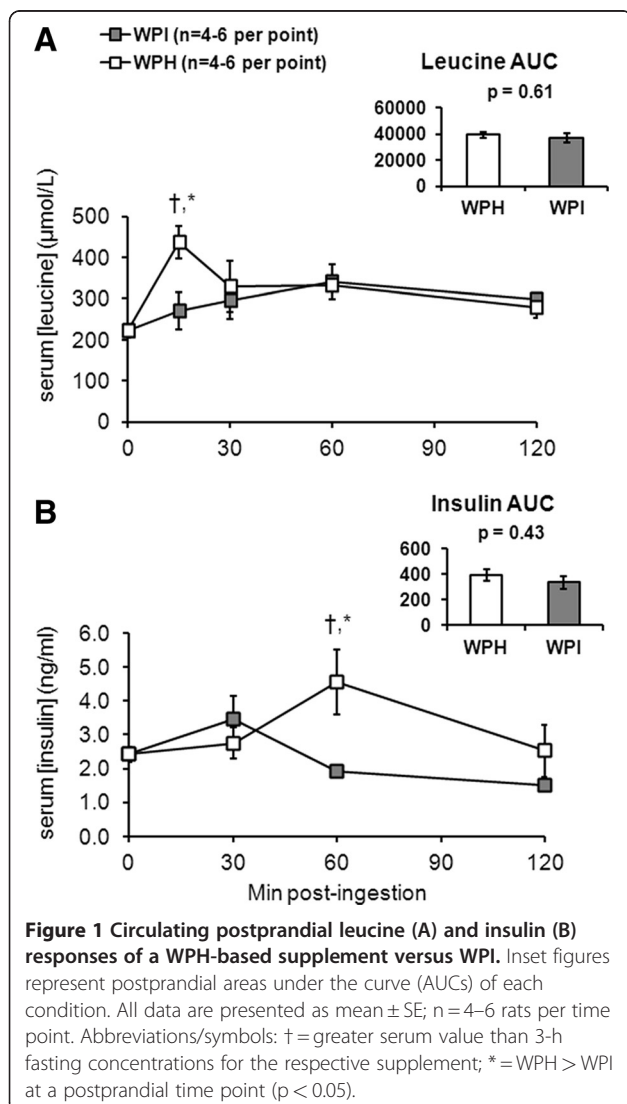 A
WPI (n=4-6 per point)
WPH (n=4-6 per point)
Leucine AUC
p = 0.61
60000
40000
20000
0
WPH WPI
†,*
serum [leucine] (µmol/L)
500
400
300
200
100
0
0 30 60 90 120
B
Insulin AUC
p = 0.43
600
400
200
0
WPH WPI
†,*
serum [insulin] (ng/ml)
6.0
5.0
4.0
3.0
2.0
1.0
0.0
0 30 60 90 120
Min post-ingestion
Figure 1 Circulating postprandial leucine (A) and insulin (B)
responses of a WPH-based supplement versus WPI. Inset figures
represent postprandial areas under the curve (AUCs) of each
condition. All data are presented as mean ± SE; n = 4–6 rats per time
point. Abbreviations/symbols: † = greater serum value than 3-h
fasting concentrations for the respective supplement; * = WPH > WPI
at a postprandial time point (p < 0.05).